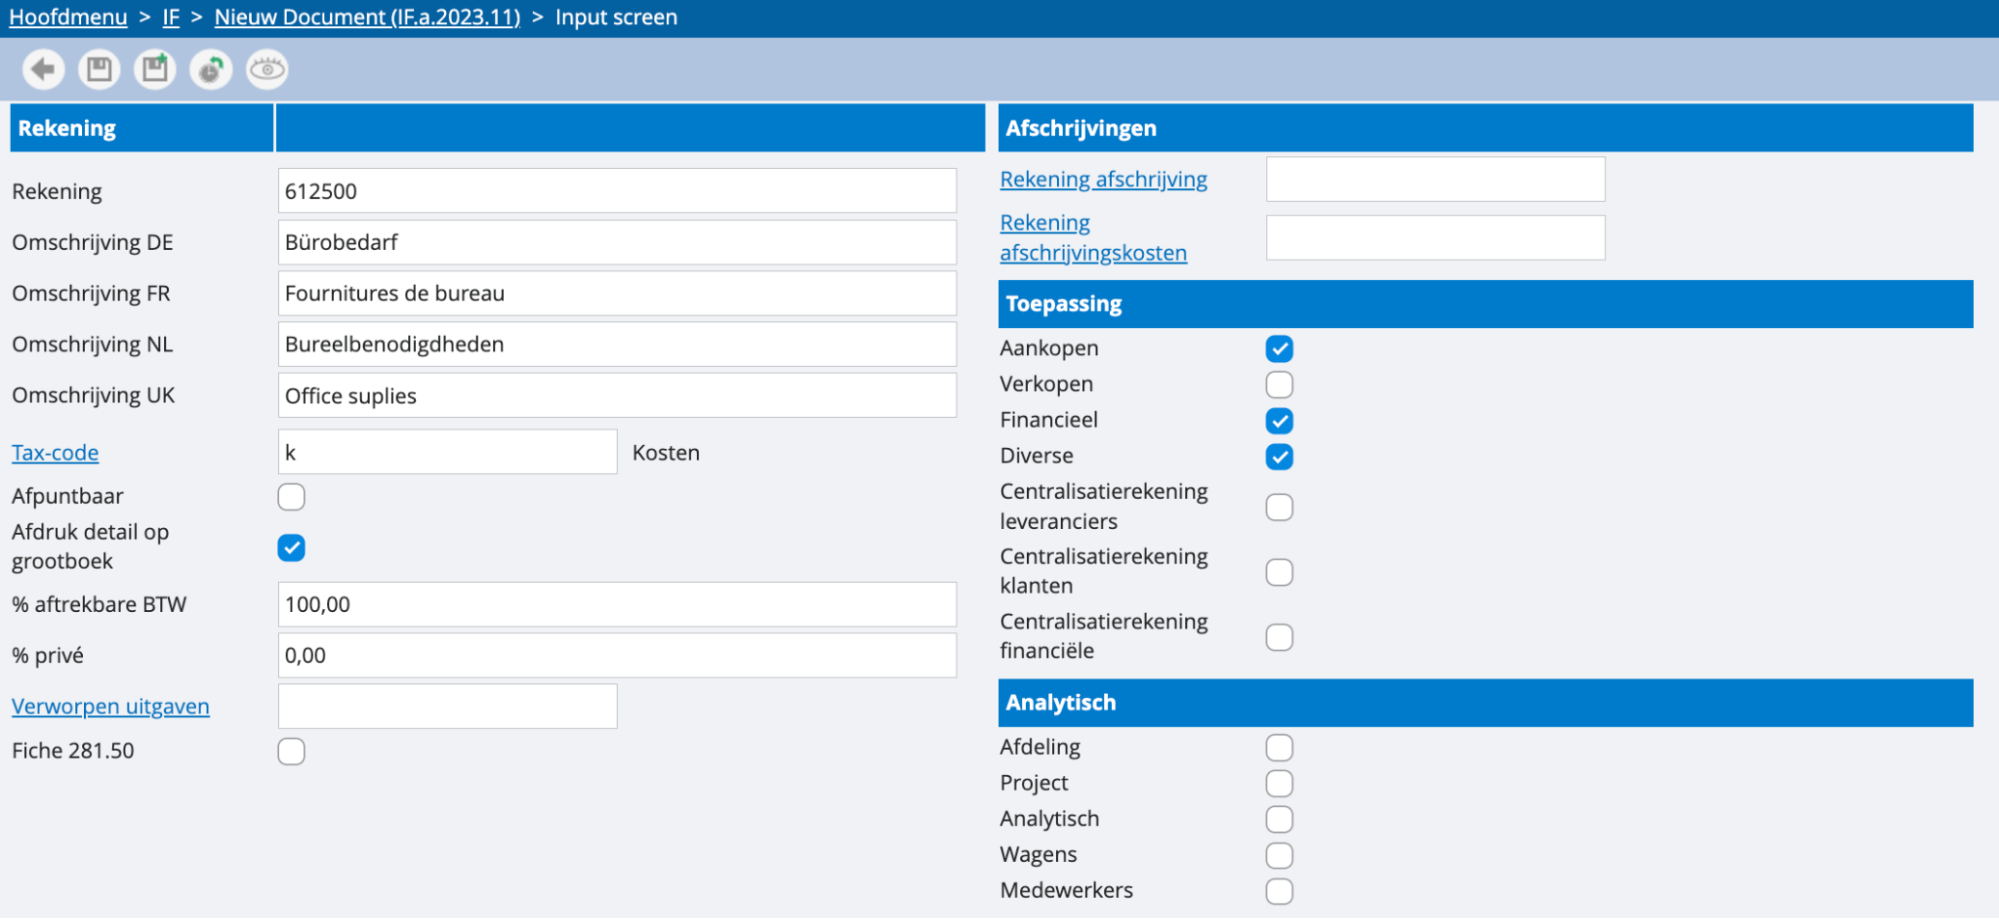 Hoofdmenu > IF > Nieuw Document (IF.a.2023.11) > Input screen
Rekening
Rekening 612500
Omschrijving DE Bürobedarf
Omschrijving FR Fournitures de bureau
Omschrijving NL Bureelbenodigdheden
Omschrijving UK Office suplies
Tax-code k Kosten
Afpuntbaar
Afdruk detail op
grootboek
% aftrekbare BTW 100,00
% privé 0,00
Verworpen uitgaven
Fiche 281.50
Afschrijvingen
Rekening afschrijving
Rekening
afschrijvingskosten
Toepassing
Aankopen
Verkopen
Financieel
Diverse
Centralisatierekening
leveranciers
Centralisatierekening
klanten
Centralisatierekening
financiële
Analytisch
Afdeling
Project
Analytisch
Wagens
Medewerkers